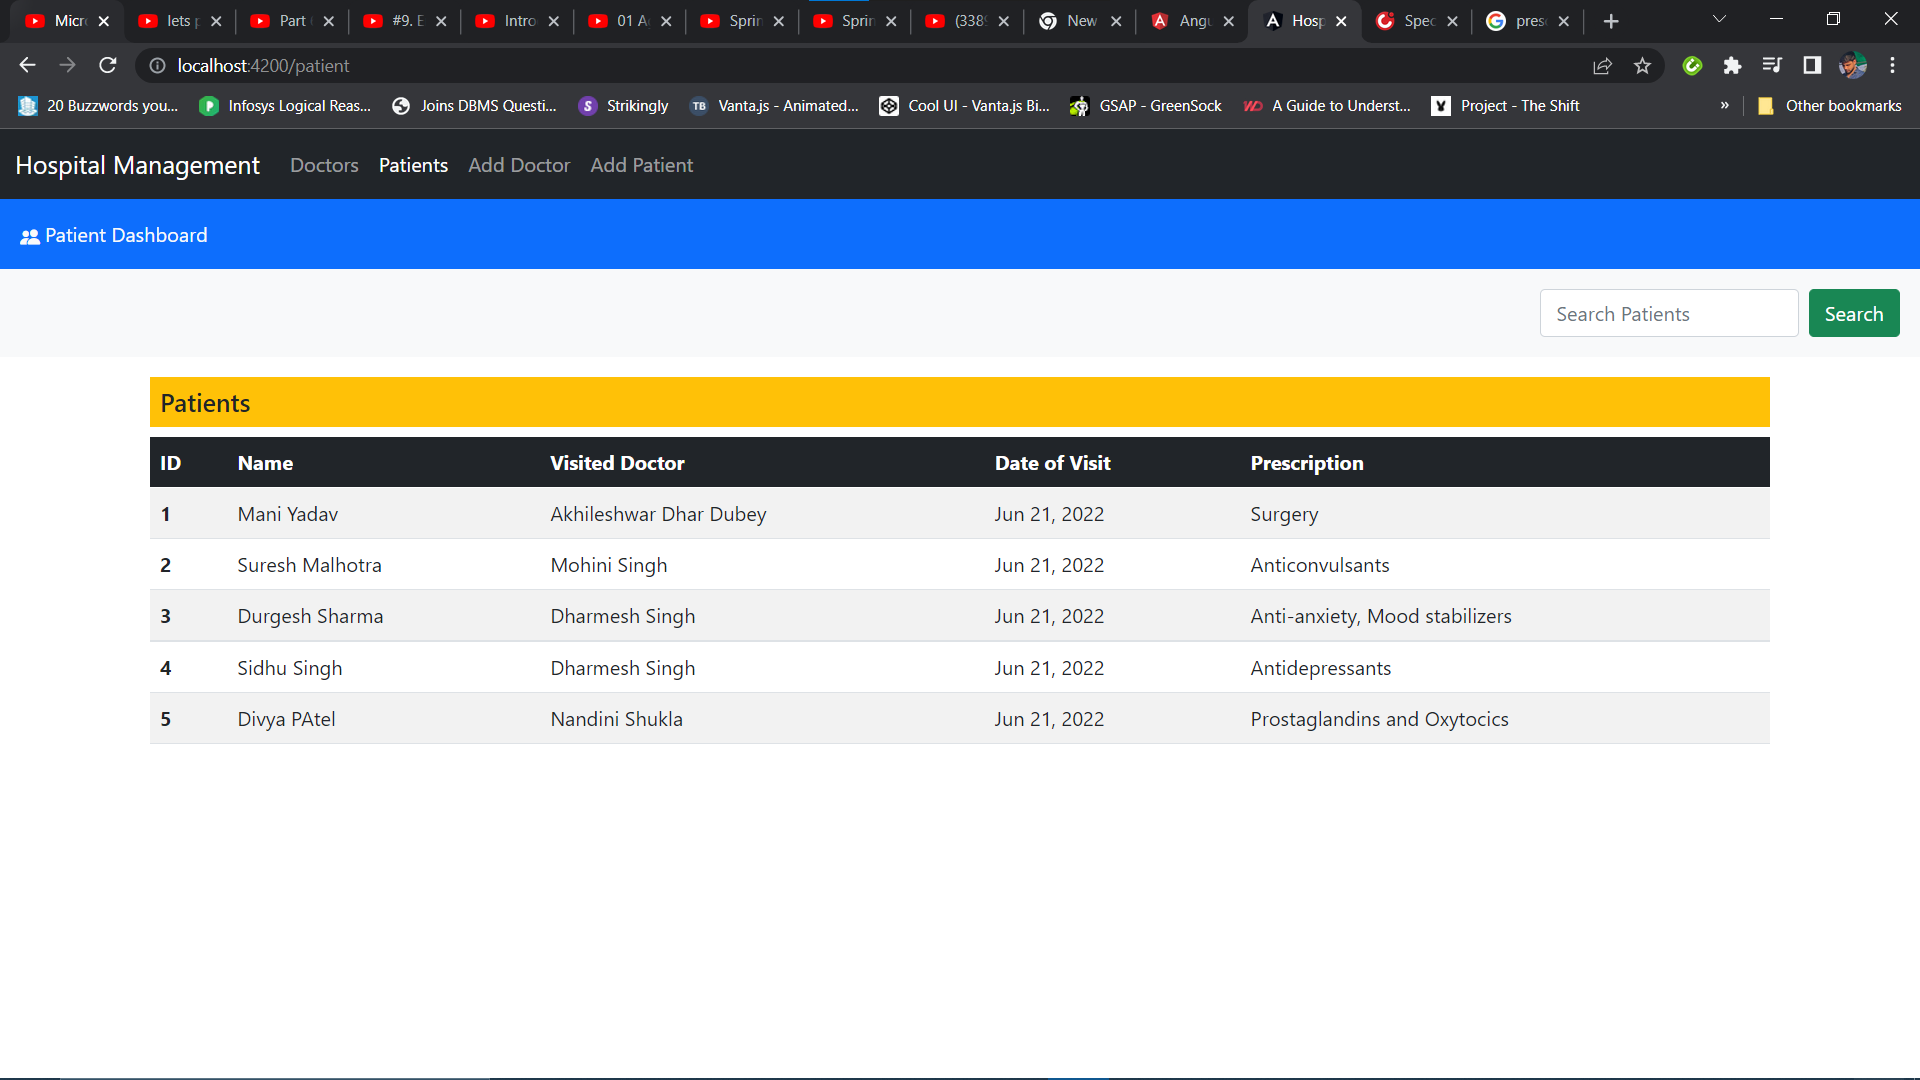 Micr lets p Part #9. E Intro 01 A Sprin Sprin (3389 New Angu Hosp Spec pres
localhost:4200/patient
20 Buzzwords you... Infosys Logical Reas... Joins DBMS Questi... S Strikingly TB Vanta.js - Animated... Cool UI - Vanta.js Bi... GSAP - GreenSock A Guide to Underst... Project - The Shift » Other bookmarks
Hospital Management Doctors Patients Add Doctor Add Patient
Patient Dashboard
Search Patients Search
Patients
ID Name Visited Doctor Date of Visit Prescription
1 Mani Yadav Akhileshwar Dhar Dubey Jun 21, 2022 Surgery
2 Suresh Malhotra Mohini Singh Jun 21, 2022 Anticonvulsants
3 Durgesh Sharma Dharmesh Singh Jun 21, 2022 Anti-anxiety, Mood stabilizers
4 Sidhu Singh Dharmesh Singh Jun 21, 2022 Antidepressants
5 Divya PAtel Nandini Shukla Jun 21, 2022 Prostaglandins and Oxytocics